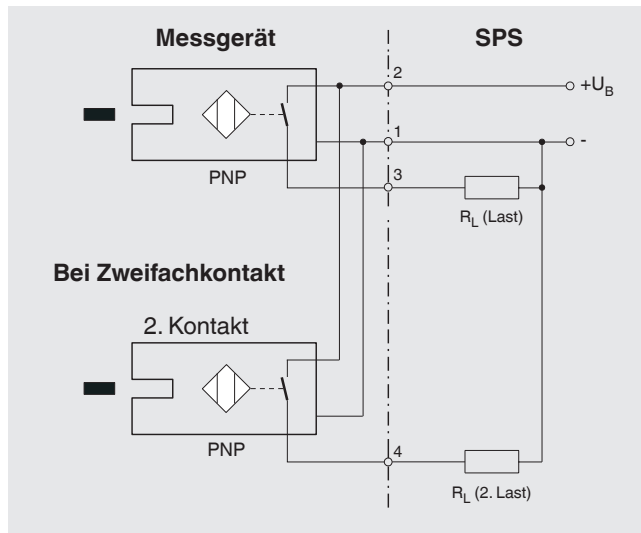 Messgerät
SPS
2
+U_B
1
-
PNP
3
R_L (Last)
Bei Zweifachkontakt
2. Kontakt
PNP
4
R_L (2. Last)